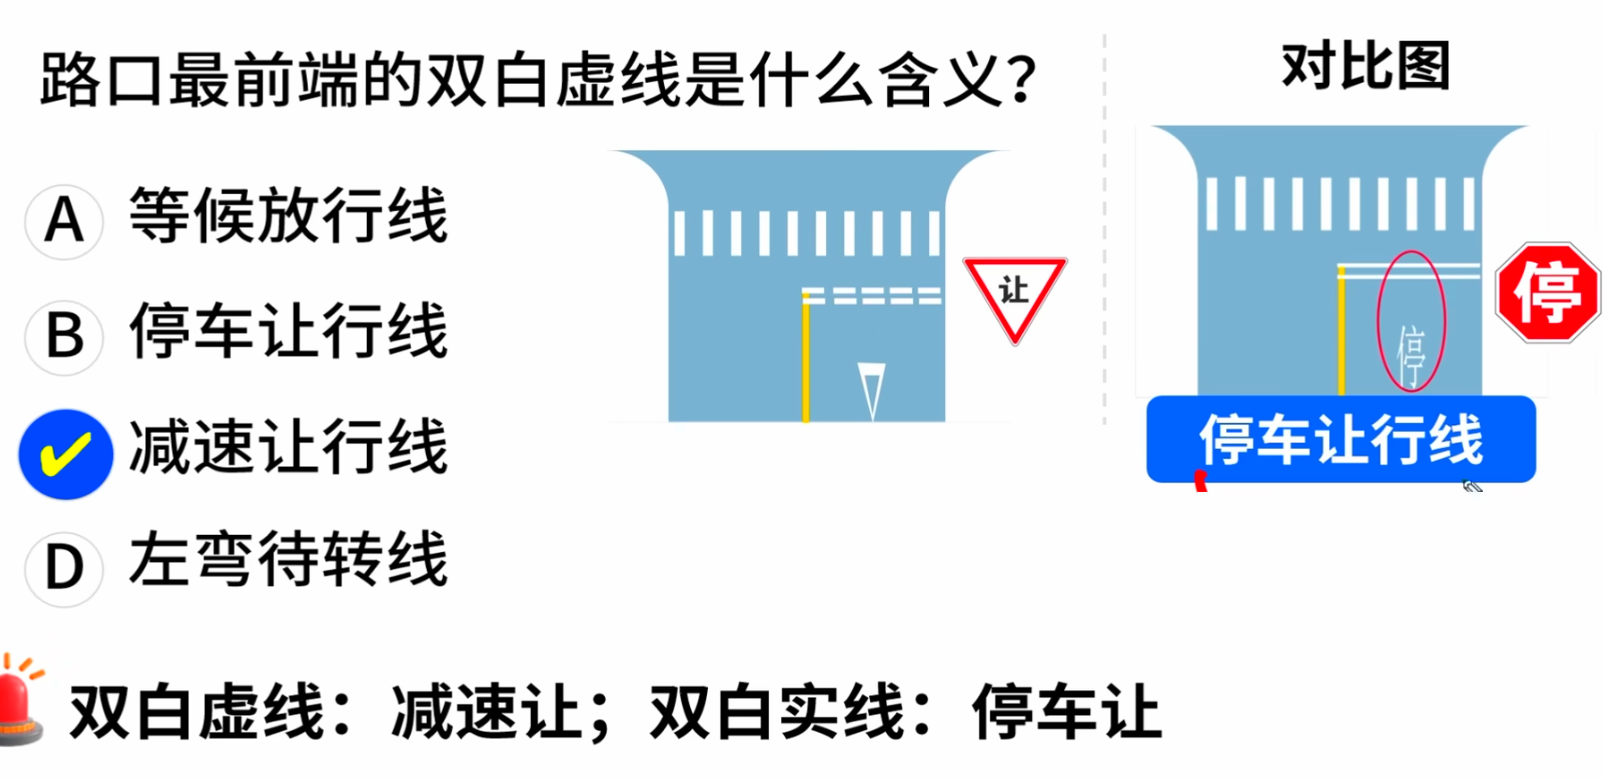 路口最前端的双白虚线是什么含义？
A 等候放行线
B 停车让行线
✔ 减速让行线
D 左弯待转线
让
对比图
停
停
停车让行线
双白虚线：减速让；双白实线：停车让